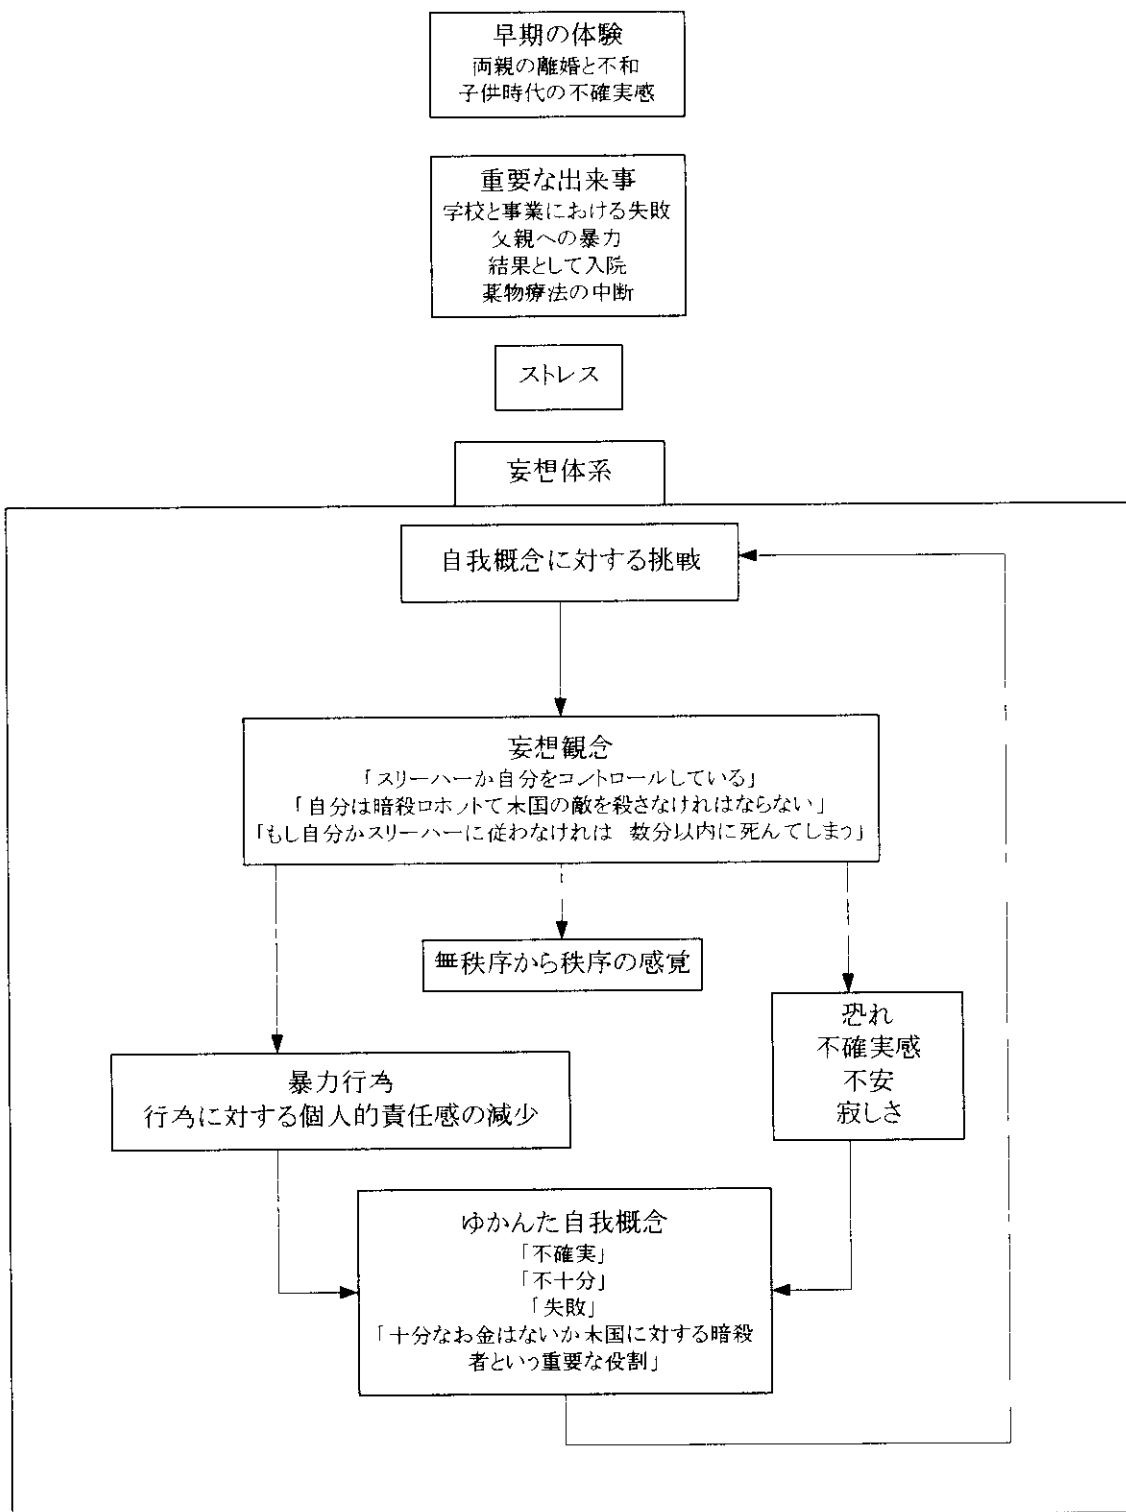 早期の体験
両親の離婚と不和
子供時代の不確実感
重要な出来事
学校と事業における失敗
父親への暴力
結果として入院
薬物療法の中断
ストレス
妄想体系
自我概念に対する挑戦
妄想観念
「スリーハーか自分をコントロールしている」
「自分は暗殺ロホットて米国の敵を殺さなけれはならない」
「もし自分かスリーハーに従わなけれは 数分以内に死んてしまう」
無秩序から秩序の感覚
恐れ
不確実感
不安
寂しさ
暴力行為
行為に対する個人的責任感の減少
ゆかんた自我概念
「不確実」
「不十分」
「失敗」
「十分なお金はないか米国に対する暗殺
者という重要な役割」